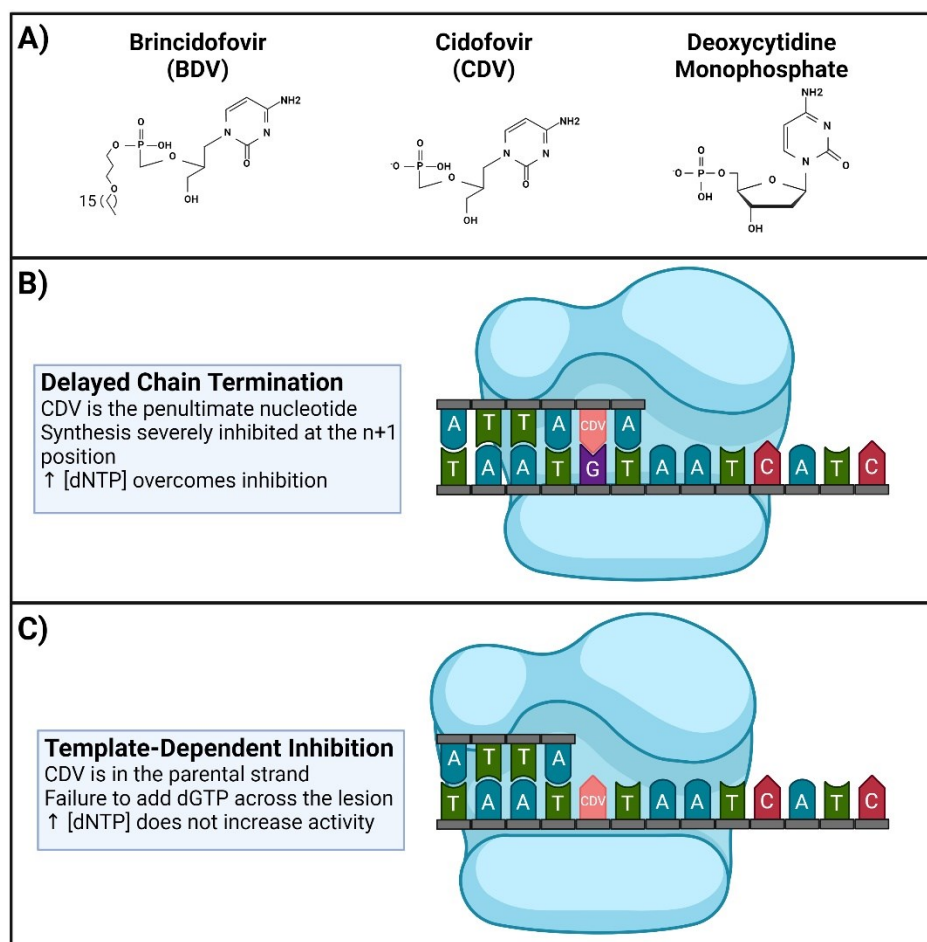 A)
Brincidofovir
(BDV)
Cidofovir
(CDV)
Deoxycytidine
Monophosphate
O
O
P
OH
O
15
O
N
N
NH2
O
OH
O
-O
P
OH
O
N
N
NH2
O
OH
NH2
N
N
O
O
-O
P
O
OH
O
OH
B)
Delayed Chain Termination
CDV is the penultimate nucleotide
Synthesis severely inhibited at the n+1
position
↑ [dNTP] overcomes inhibition
A T T A CDV A
T A A T G T A A T C A T C
C)
Template-Dependent Inhibition
CDV is in the parental strand
Failure to add dGTP across the lesion
↑ [dNTP] does not increase activity
A T T A
T A A T CDV T A A T C A T C